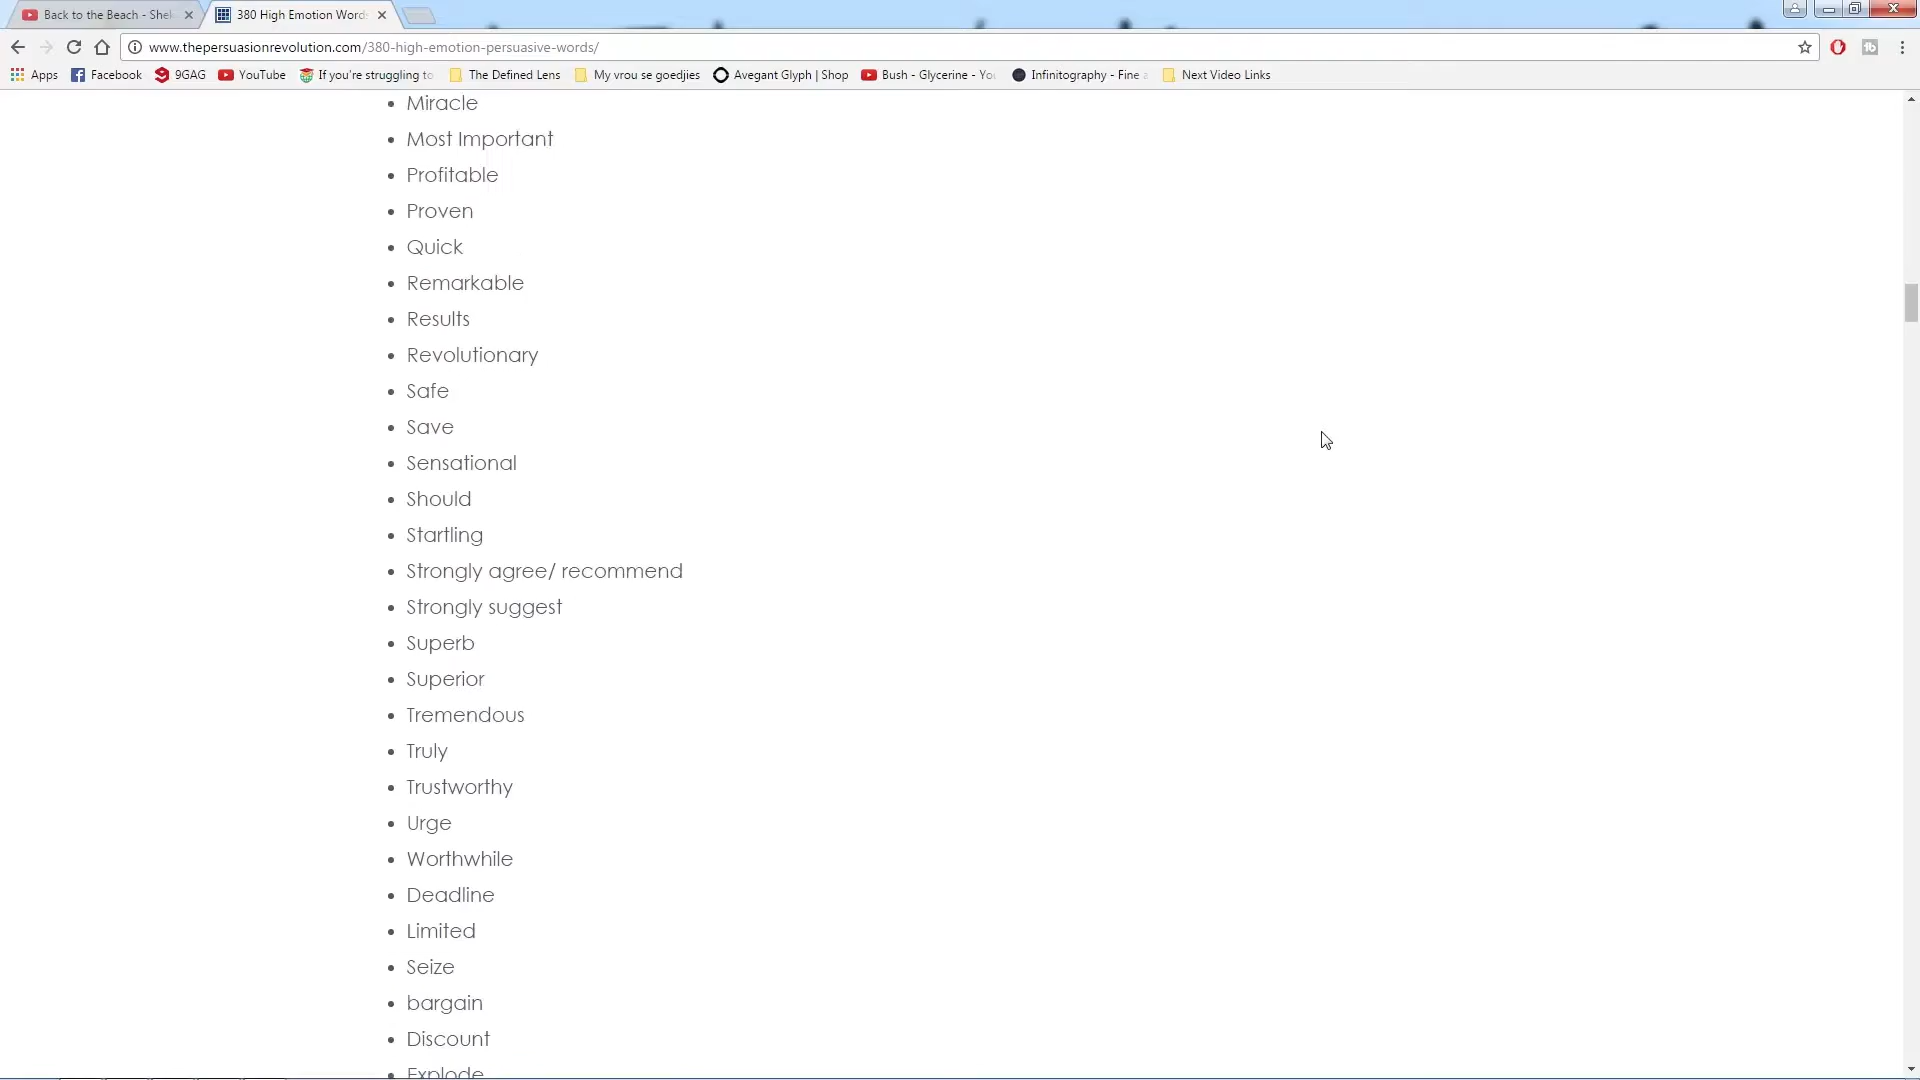 Back to the Beach - Shel
380 High Emotion Words
www.thepersuasionrevolution.com/380-high-emotion-persuasive-words/
Apps Facebook 9GAG YouTube If you're struggling to The Defined Lens My vrou se goedjies Avegant Glyph | Shop Bush - Glycerine - You Infinitography - Fine a Next Video Links
• Miracle
• Most Important
• Profitable
• Proven
• Quick
• Remarkable
• Results
• Revolutionary
• Safe
• Save
• Sensational
• Should
• Startling
• Strongly agree/ recommend
• Strongly suggest
• Superb
• Superior
• Tremendous
• Truly
• Trustworthy
• Urge
• Worthwhile
• Deadline
• Limited
• Seize
• bargain
• Discount
• Explode